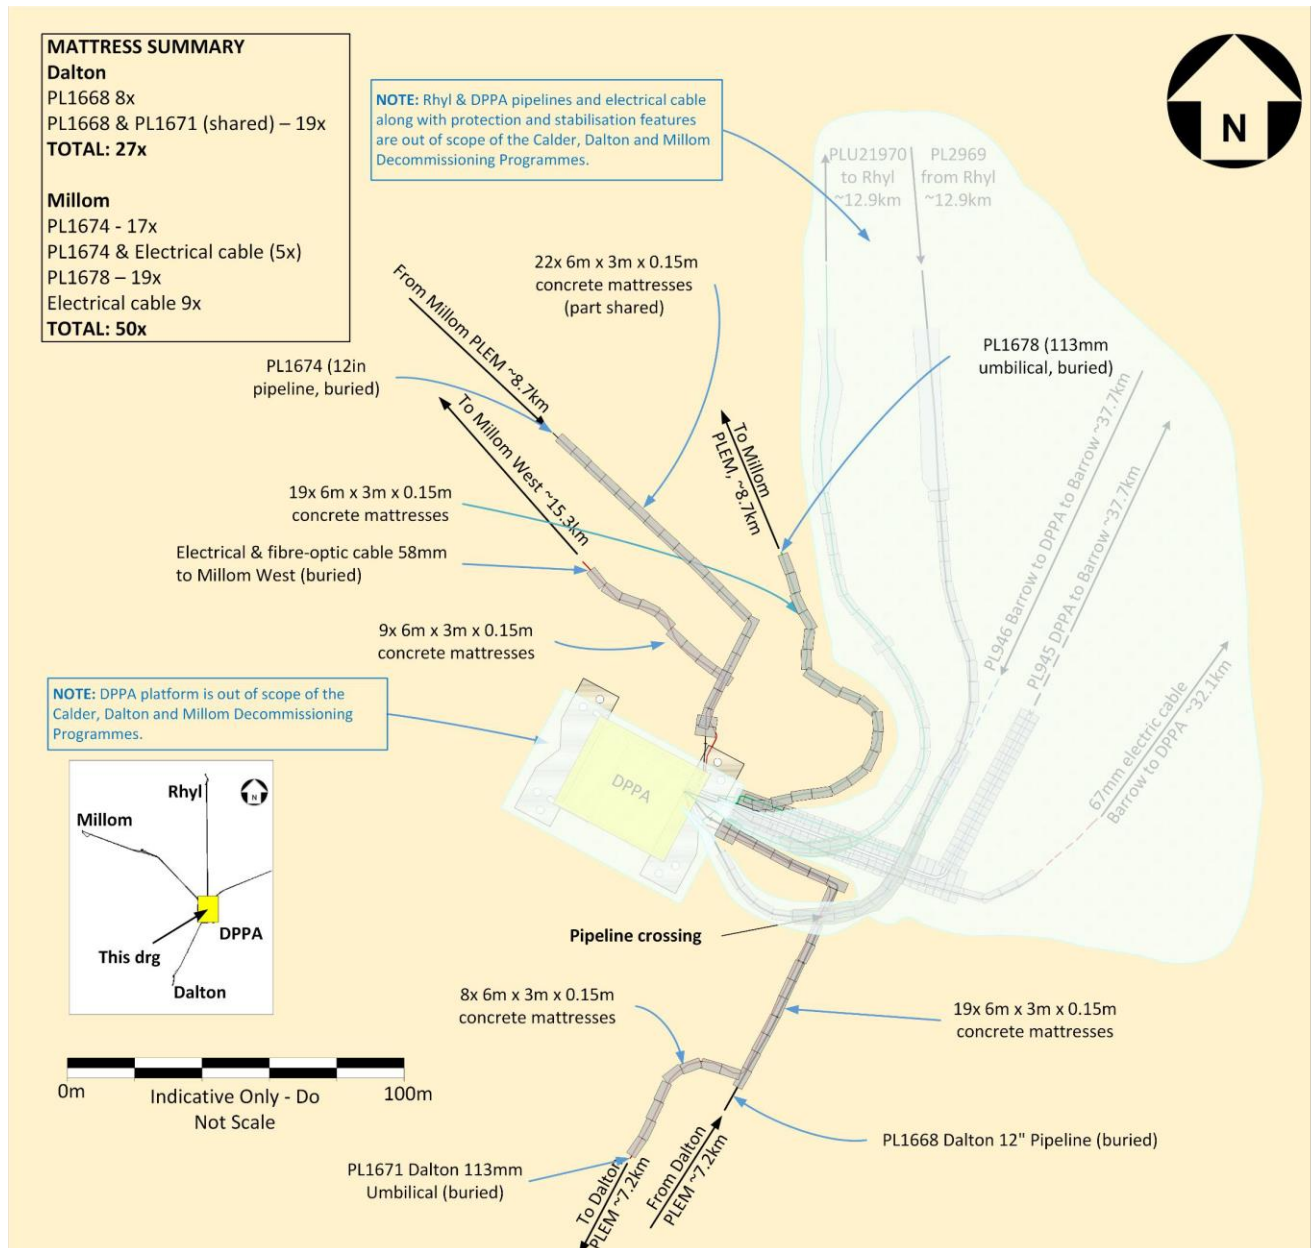 MATTRESS SUMMARY
Dalton
PL1668 8x
PL1668 & PL1671 (shared) – 19x
TOTAL: 27x
Millom
PL1674 - 17x
PL1674 & Electrical cable (5x)
PL1678 – 19x
Electrical cable 9x
TOTAL: 50x
NOTE: Rhyl & DPPA pipelines and electrical cable
along with protection and stabilisation features
are out of scope of the Calder, Dalton and Millom
Decommissioning Programmes.
N
PLU21970
to Rhyl
~12.9km
PL2969
from Rhyl
~12.9km
22x 6m x 3m x 0.15m
concrete mattresses
(part shared)
From Millom PLEM ~8.7km
PL1678 (113mm
umbilical, buried)
PL1674 (12in
pipeline, buried)
To Millom West ~15.3km
To Millom
PLEM, ~8.7km
PL946 Barrow to DPPA to Barrow ~37.7km
PL945 DPPA to Barrow ~37.7km
19x 6m x 3m x 0.15m
concrete mattresses
Electrical & fibre-optic cable 58mm
to Millom West (buried)
9x 6m x 3m x 0.15m
concrete mattresses
67mm electric cable
Barrow to DPPA ~32.1km
NOTE: DPPA platform is out of scope of the
Calder, Dalton and Millom Decommissioning
Programmes.
DPPA
Rhyl
N
Millom
DPPA
This drg
Dalton
Pipeline crossing
8x 6m x 3m x 0.15m
concrete mattresses
19x 6m x 3m x 0.15m
concrete mattresses
0m
100m
Indicative Only - Do
Not Scale
PL1668 Dalton 12" Pipeline (buried)
PL1671 Dalton 113mm
Umbilical (buried)
To Dalton
PLEM ~7.2km
From Dalton
PLEM ~7.2km